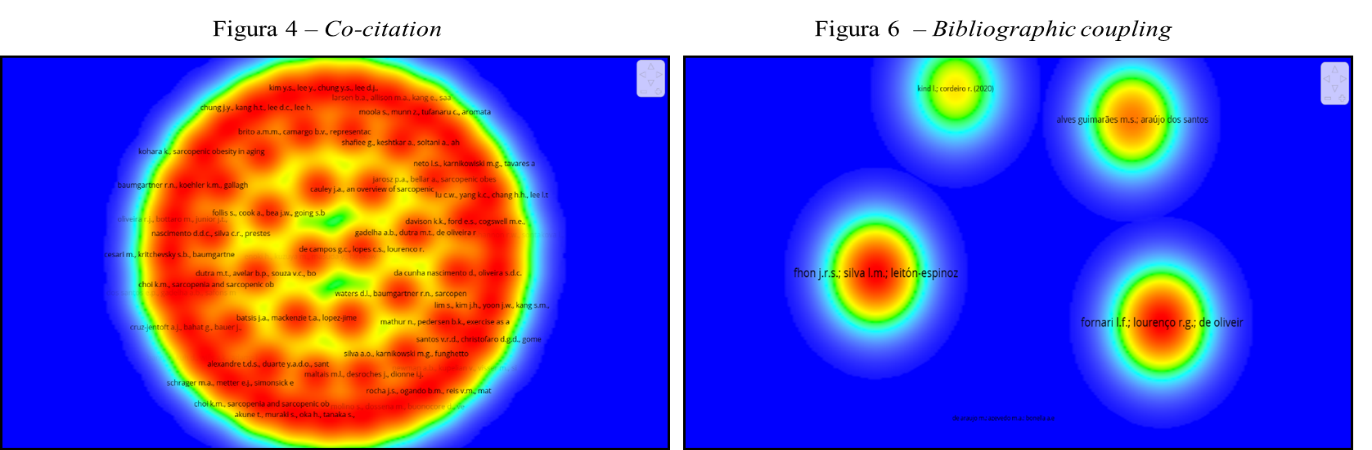 Figura 4 – Co-citation
kim y.s., lee y., chung y.s., lee d.j.,
larsen b.a., allison m.a., kang e., saa
chung j.y., kang h.t., lee d.c., lee h.
moola s., munn z., tufanaru c., aromata
brito a.m.m., camargo b.v., representac
shafiee g., keshtkar a., soltani a., ah
kohara k., sarcopenic obesity in aging
neto l.s., karnikowski m.g., tavares a
jarosz p.a., bellar a., sarcopenic obes
baumgartner r.n., koehler k.m., gallagh
cauley j.a., an overview of sarcopenic
lu c.w., yang k.c., chang h.h., lee l.t
follis s., cook a., bea j.w., going s.b
oliveira r.j., bottaro m., junior j.t.,
davison k.k., ford e.s., cogswell m.e.,
nascimento d.d.c., silva c.r., prestes
gadelha a.b., dutra m.t., de oliveira r
de campos g.c., lopes c.s., lourenco r.
cesari m., kritchevsky s.b., baumgartne
dutra m.t., avelar b.p., souza v.c., bo
da cunha nascimento d., oliveira s.d.c.
choi k.m., sarcopenia and sarcopenic ob
waters d.l., baumgartner r.n., sarcopen
lim s., kim j.h., yoon j.w., kang s.m.,
batsis j.a., mackenzie t.a., lopez-jime
mathur n., pedersen b.k., exercise as a
cruz-jentoft a.j., baihat g., bauer j.,
santos v.r.d., christofaro d.g.d., gome
silva a.o., karnikowski m.g., funghetto
alexandre t.d.s., duarte y.a.d.o., sant
maltais m.l., desroches j., dionne i.j.,
schrager m.a., metter e.j., simonsick e
rocha j.s., ogando b.m., reis v.m., mat
choi k.m., sarcopenia and sarcopenic ob
akune t., muraki s., oka h., tanaka s.,
Figura 6 – Bibliographic coupling
kind l.; cordeiro r. (2020)
alves guimarães m.s.; araújo dos santos
fhon j.r.s.; silva l.m.; leitón-espinoz
fornari l.f.; lourenço r.g.; de oliveir